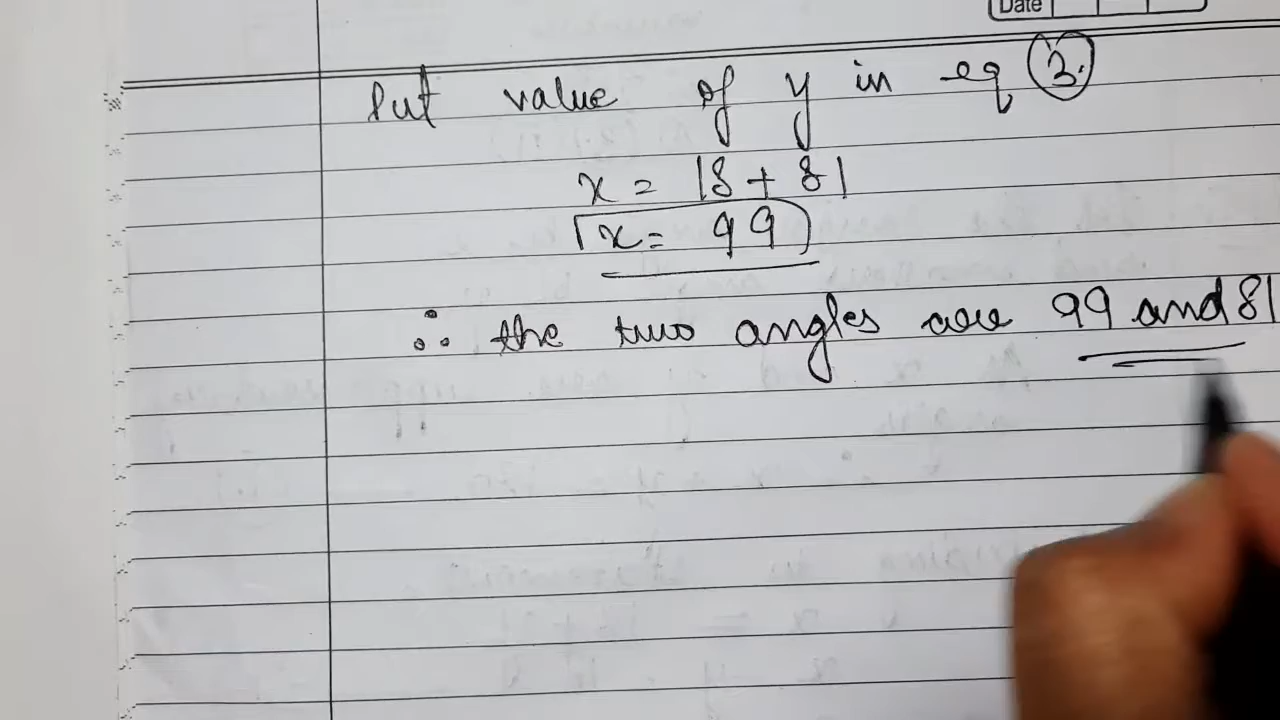 Date
Put value of y in eq 3.
x = 18 + 81
x = 99
∴ the two angles are 99 and 81